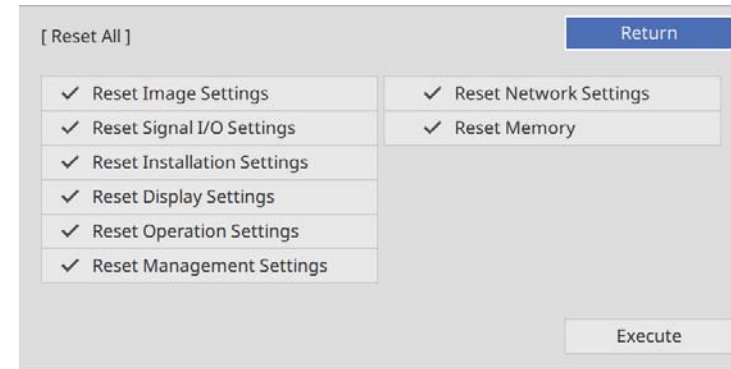 [ Reset All ]
Return
Reset Image Settings
Reset Signal I/O Settings
Reset Installation Settings
Reset Display Settings
Reset Operation Settings
Reset Management Settings
Reset Network Settings
Reset Memory
Execute